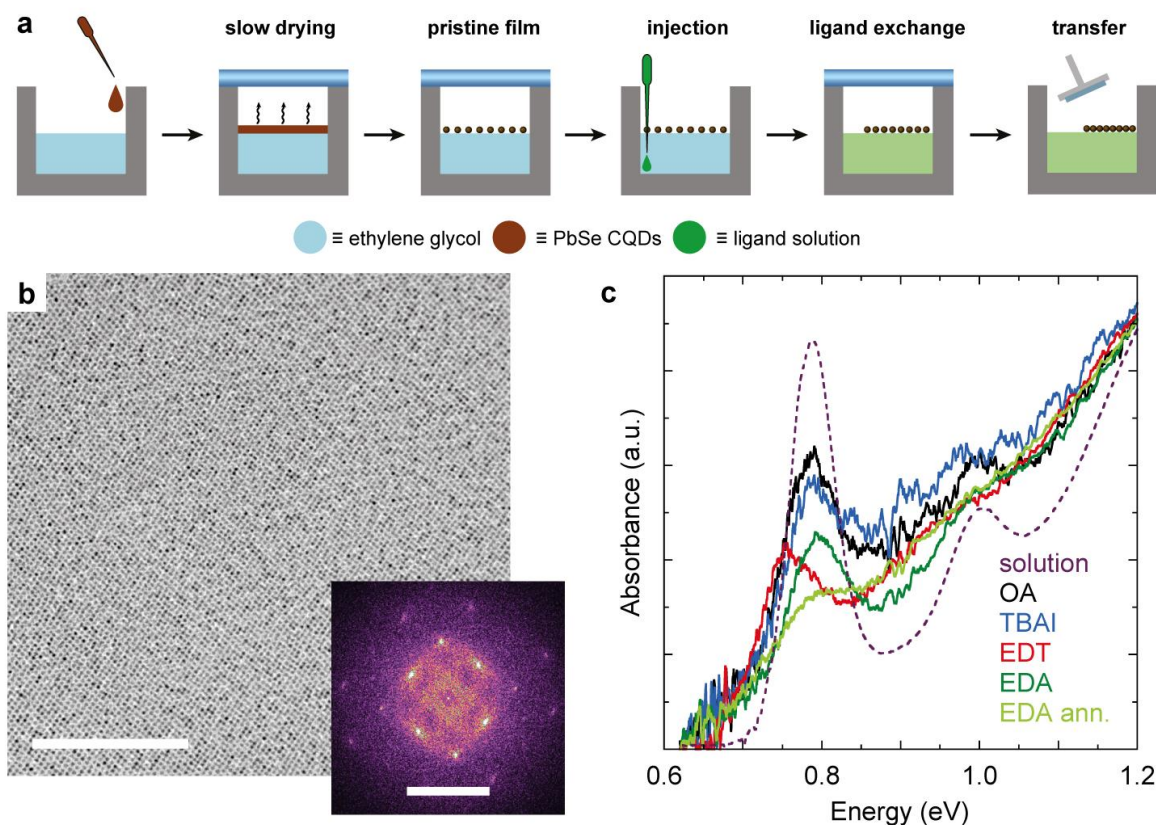 a
slow drying
pristine film
injection
ligand exchange
transfer
≡ ethylene glycol
≡ PbSe CQDs
≡ ligand solution
b
c
Absorbance (a.u.)
solution
OA
TBAI
EDT
EDA
EDA ann.
0.6
0.8
1.0
1.2
Energy (eV)